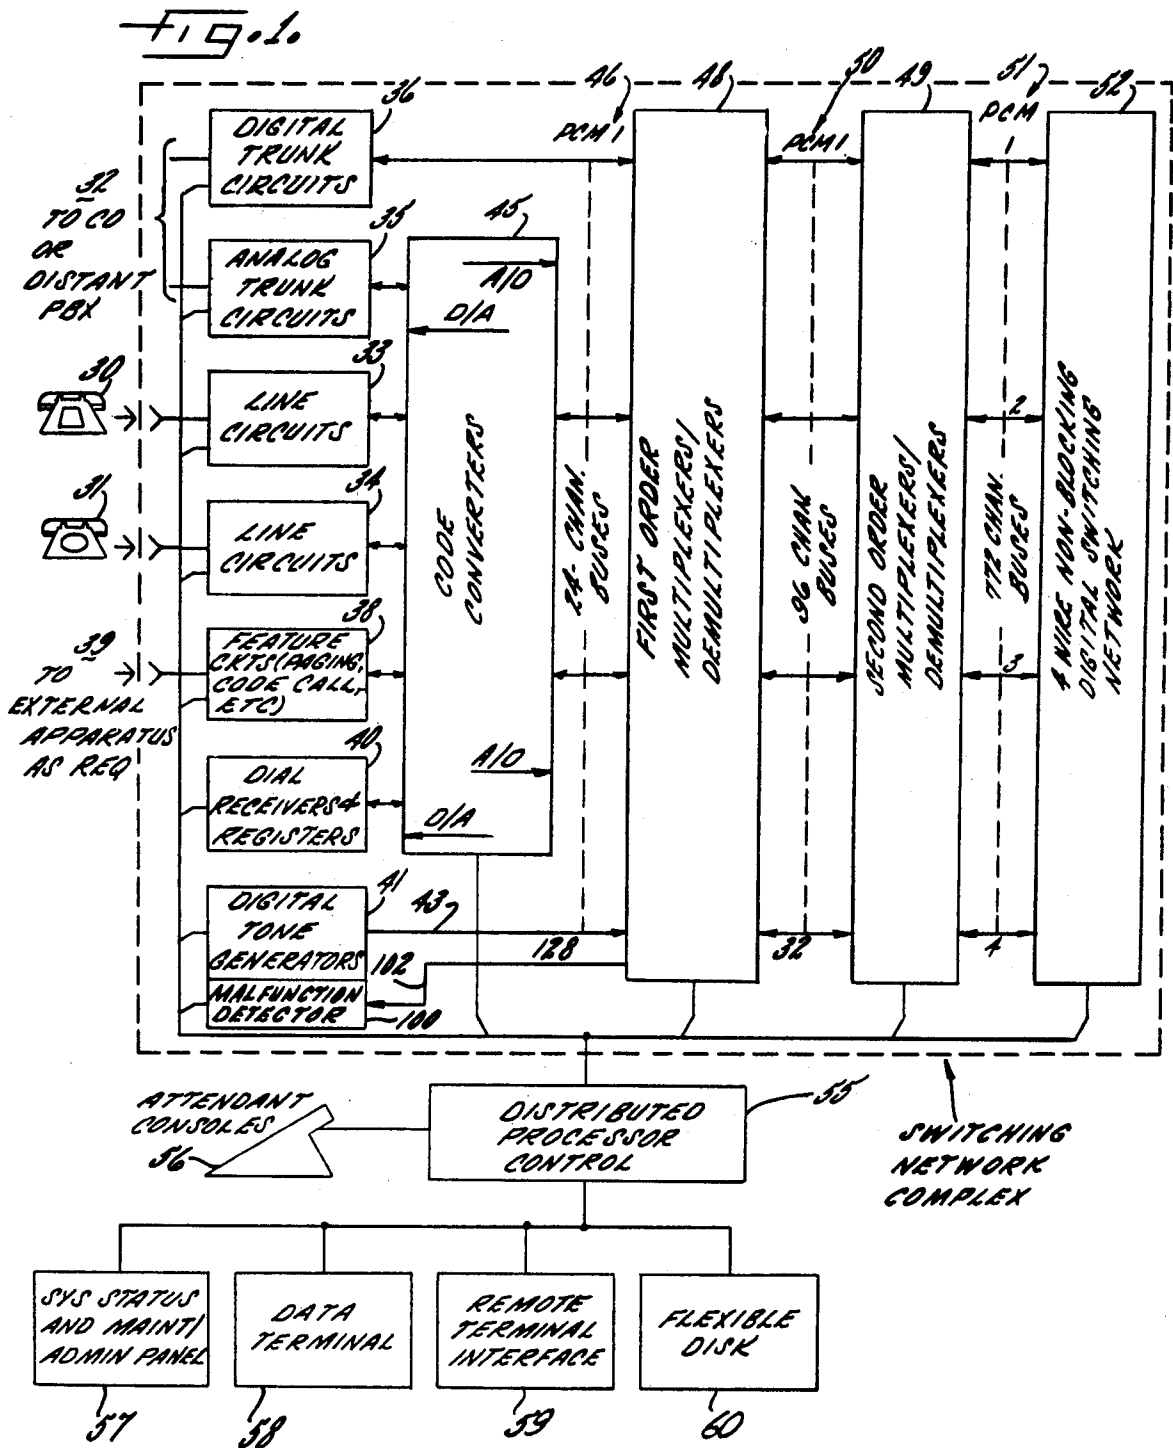 Fig. 1.
36
DIGITAL
TRUNK
CIRCUITS
32
TO CO
OR
DISTANT
PBX
35
ANALOG
TRUNK
CIRCUITS
30
33
LINE
CIRCUITS
31
34
LINE
CIRCUITS
39
TO
EXTERNAL
APPARATUS
AS REQ
38
FEATURE
CKTS (PAGING,
CODE CALL,
ETC)
40
DIAL
RECEIVERS &
REGISTERS
41
DIGITAL
TONE
GENERATORS
43
102
MALFUNCTION
DETECTOR
100
45
A/D
D/A
CODE
CONVERTERS
A/D
D/A
46
PCM 1
24-CHAN.
BUSES
128
48
FIRST ORDER
MULTIPLEXERS/
DEMULTIPLEXERS
50
PCM 1
96 CHAN.
BUSES
32
49
SECOND ORDER
MULTIPLEXERS/
DEMULTIPLEXERS
51
PCM 1
2
772 CHAN.
BUSES
3
4
52
4 WIRE NON-BLOCKING
DIGITAL SWITCHING
NETWORK
SWITCHING
NETWORK
COMPLEX
ATTENDANT
CONSOLES
56
DISTRIBUTED
PROCESSOR
CONTROL
55
SYS STATUS
AND MAINT/
ADMIN PANEL
57
DATA
TERMINAL
58
REMOTE
TERMINAL
INTERFACE
59
FLEXIBLE
DISK
60